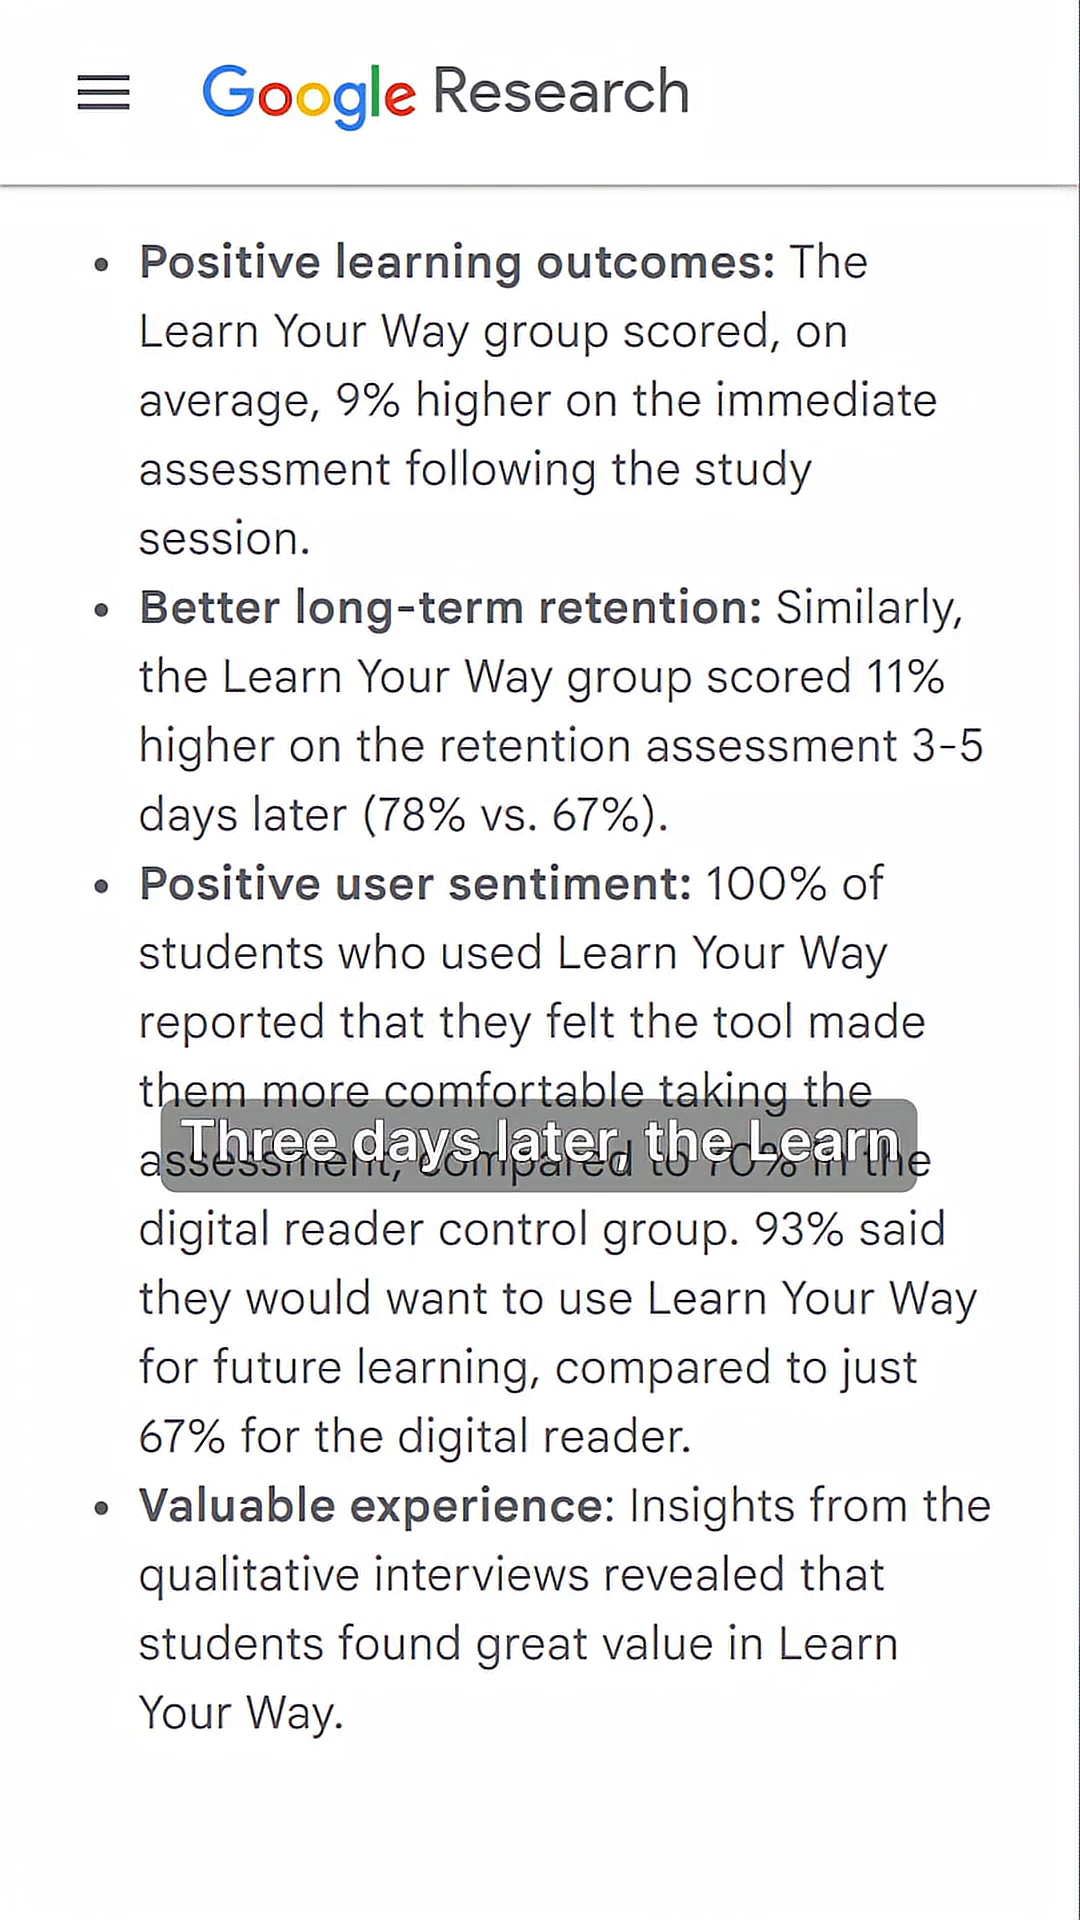 Google Research
• Positive learning outcomes: The
Learn Your Way group scored, on
average, 9% higher on the immediate
assessment following the study
session.
• Better long-term retention: Similarly,
the Learn Your Way group scored 11%
higher on the retention assessment 3-5
days later (78% vs. 67%).
• Positive user sentiment: 100% of
students who used Learn Your Way
reported that they felt the tool made
them more comfortable taking the
Three days later, the Learn
assessment, compared to 70% in the
digital reader control group. 93% said
they would want to use Learn Your Way
for future learning, compared to just
67% for the digital reader.
• Valuable experience: Insights from the
qualitative interviews revealed that
students found great value in Learn
Your Way.